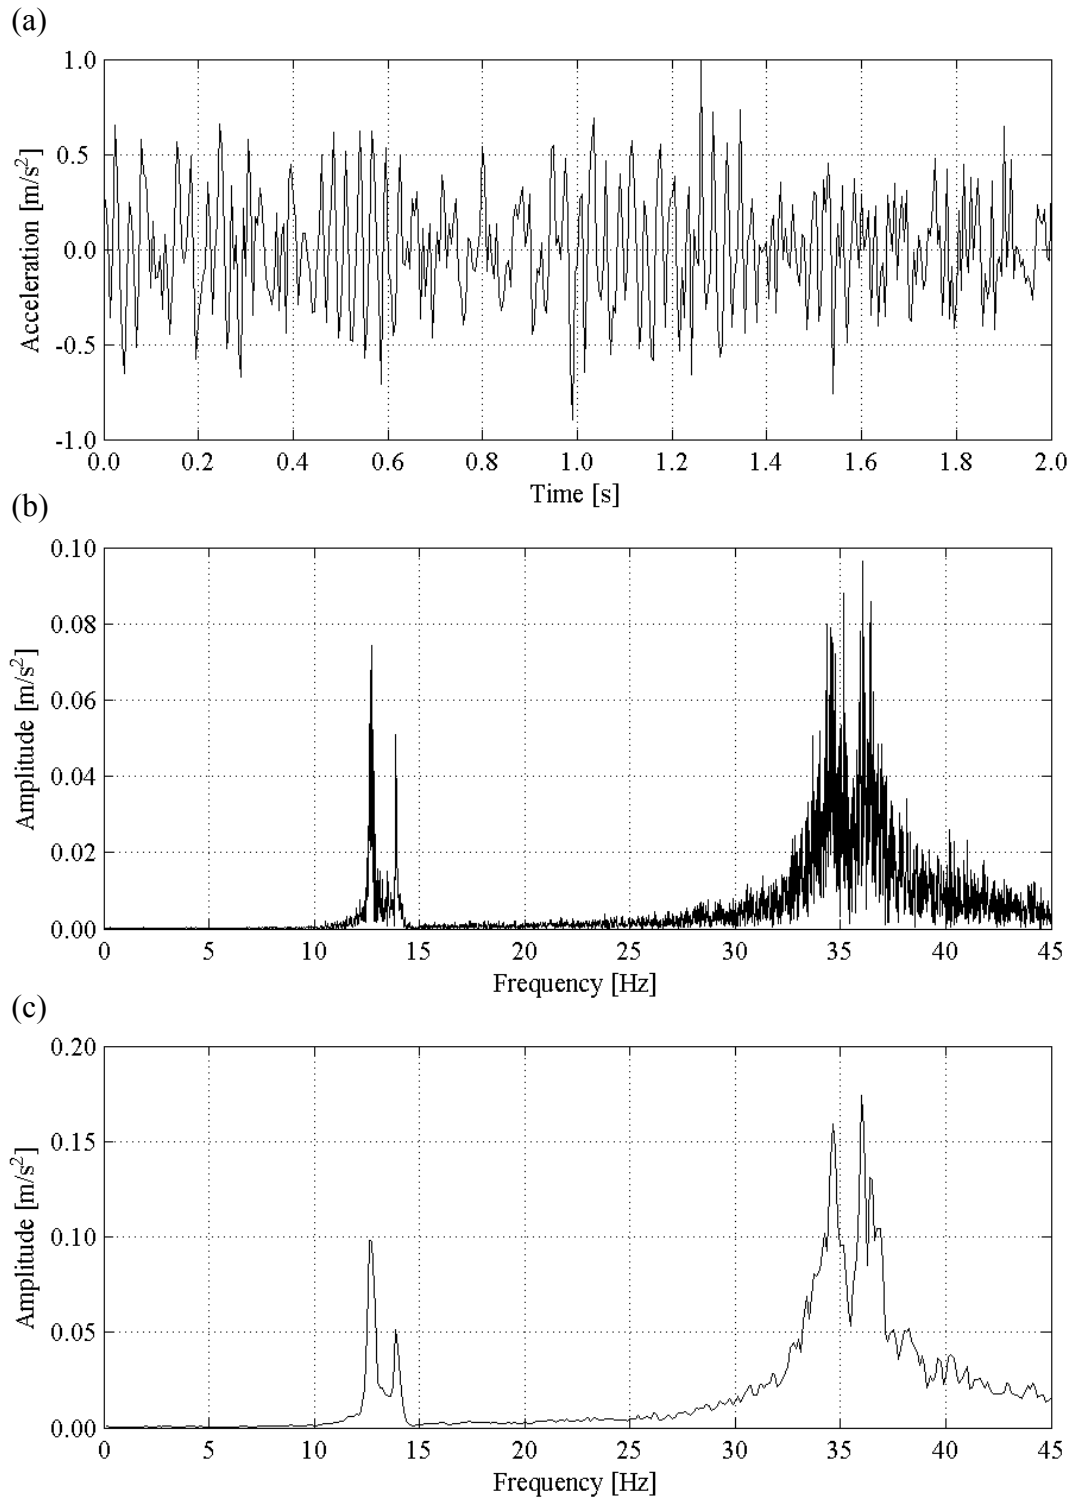 (a)
1.0
0.5
0.0
-0.5
-1.0
Acceleration [m/s²]
0.0 0.2 0.4 0.6 0.8 1.0 1.2 1.4 1.6 1.8 2.0
Time [s]
(b)
0.10
0.08
0.06
0.04
0.02
0.00
Amplitude [m/s²]
0 5 10 15 20 25 30 35 40 45
Frequency [Hz]
(c)
0.20
0.15
0.10
0.05
0.00
Amplitude [m/s²]
0 5 10 15 20 25 30 35 40 45
Frequency [Hz]